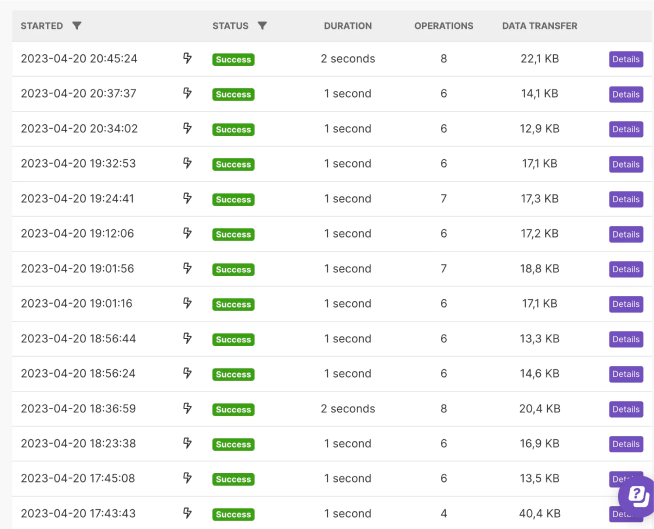 STARTED STATUS DURATION OPERATIONS DATA TRANSFER
2023-04-20 20:45:24 Success 2 seconds 8 22,1 KB Details
2023-04-20 20:37:37 Success 1 second 6 14,1 KB Details
2023-04-20 20:34:02 Success 1 second 6 12,9 KB Details
2023-04-20 19:32:53 Success 1 second 6 17,1 KB Details
2023-04-20 19:24:41 Success 1 second 7 17,3 KB Details
2023-04-20 19:12:06 Success 1 second 6 17,2 KB Details
2023-04-20 19:01:56 Success 1 second 7 18,8 KB Details
2023-04-20 19:01:16 Success 1 second 6 17,1 KB Details
2023-04-20 18:56:44 Success 1 second 6 13,3 KB Details
2023-04-20 18:56:24 Success 1 second 6 14,6 KB Details
2023-04-20 18:36:59 Success 2 seconds 8 20,4 KB Details
2023-04-20 18:23:38 Success 1 second 6 16,9 KB Details
2023-04-20 17:45:08 Success 1 second 6 13,5 KB
2023-04-20 17:43:43 Success 1 second 4 40,4 KB
?